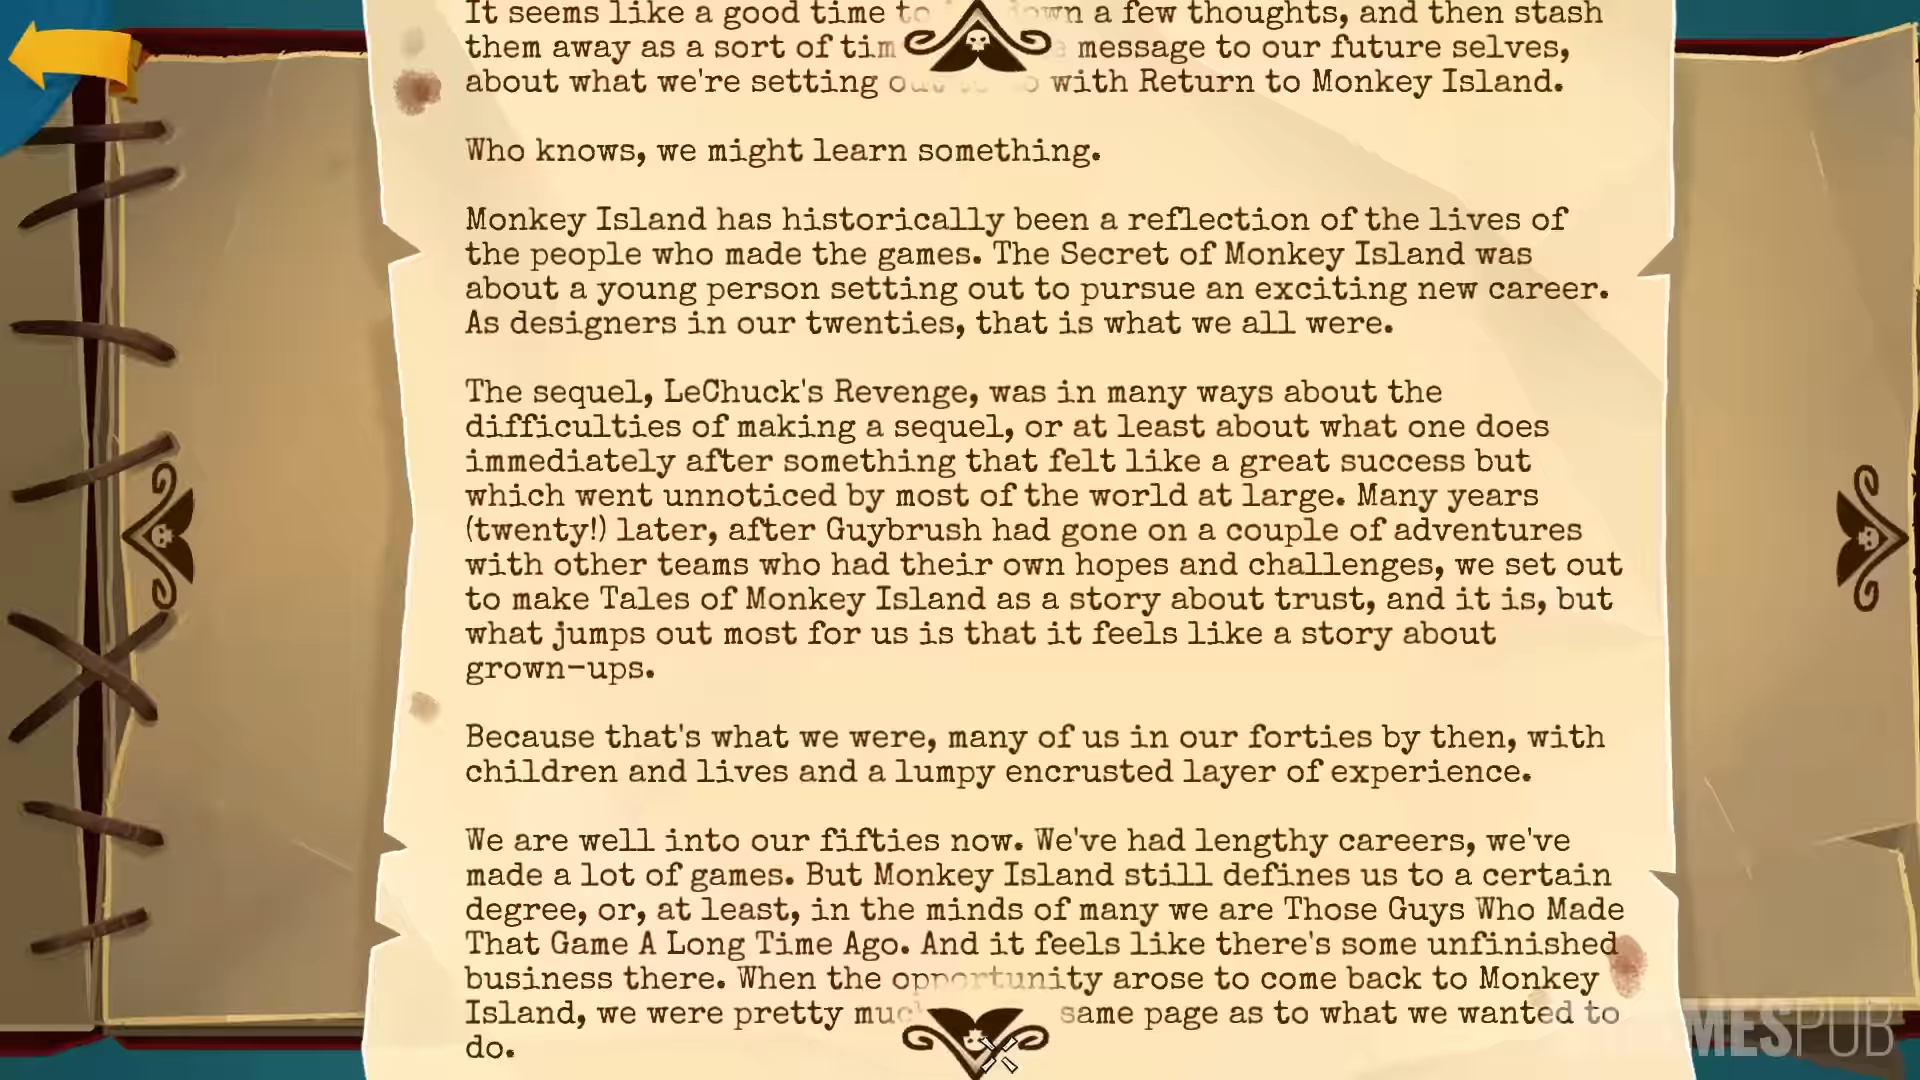 It seems like a good time to down a few thoughts, and then stash
them away as a sort of tim message to our future selves,
about what we're setting out to do with Return to Monkey Island.
Who knows, we might learn something.
Monkey Island has historically been a reflection of the lives of
the people who made the games. The Secret of Monkey Island was
about a young person setting out to pursue an exciting new career.
As designers in our twenties, that is what we all were.
The sequel, LeChuck's Revenge, was in many ways about the
difficulties of making a sequel, or at least about what one does
immediately after something that felt like a great success but
which went unnoticed by most of the world at large. Many years
(twenty!) later, after Guybrush had gone on a couple of adventures
with other teams who had their own hopes and challenges, we set out
to make Tales of Monkey Island as a story about trust, and it is, but
what jumps out most for us is that it feels like a story about
grown-ups.
Because that's what we were, many of us in our forties by then, with
children and lives and a lumpy encrusted layer of experience.
We are well into our fifties now. We've had lengthy careers, we've
made a lot of games. But Monkey Island still defines us to a certain
degree, or, at least, in the minds of many we are Those Guys Who Made
That Game A Long Time Ago. And it feels like there's some unfinished
business there. When the opportunity arose to come back to Monkey
Island, we were pretty much same page as to what we wanted to
do.
MESPUB